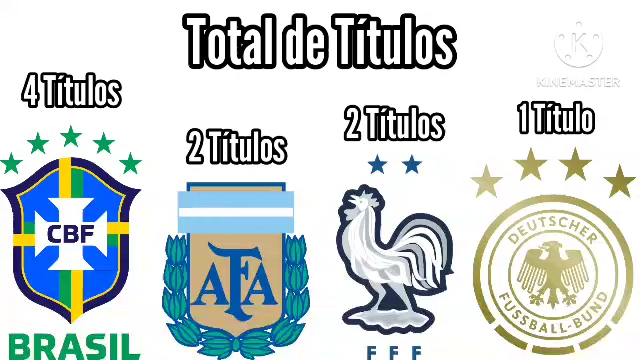 Total de Títulos
KINEMASTER
4 Títulos
2 Títulos
2 Títulos
1 Título
CBF
BRASIL
AFA
FFF
DEUTSCHER
FUSSBALL-BUND